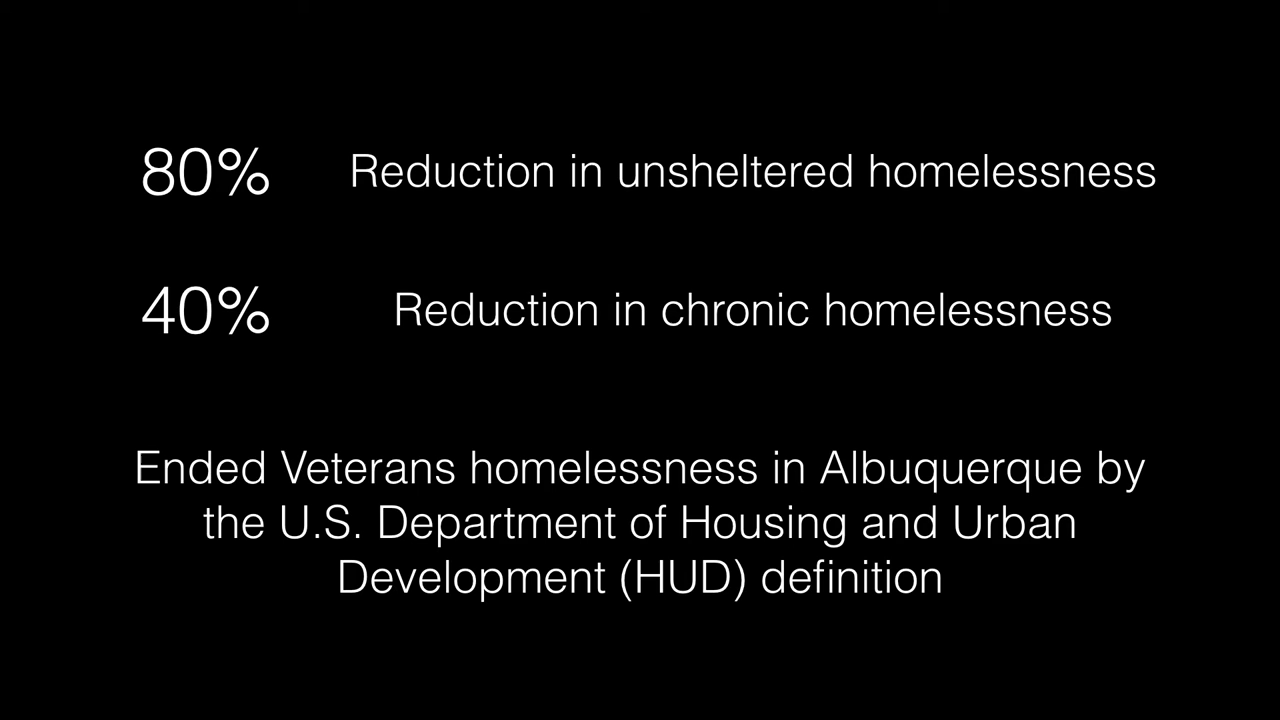 80% Reduction in unsheltered homelessness
40% Reduction in chronic homelessness
Ended Veterans homelessness in Albuquerque by
the U.S. Department of Housing and Urban
Development (HUD) definition